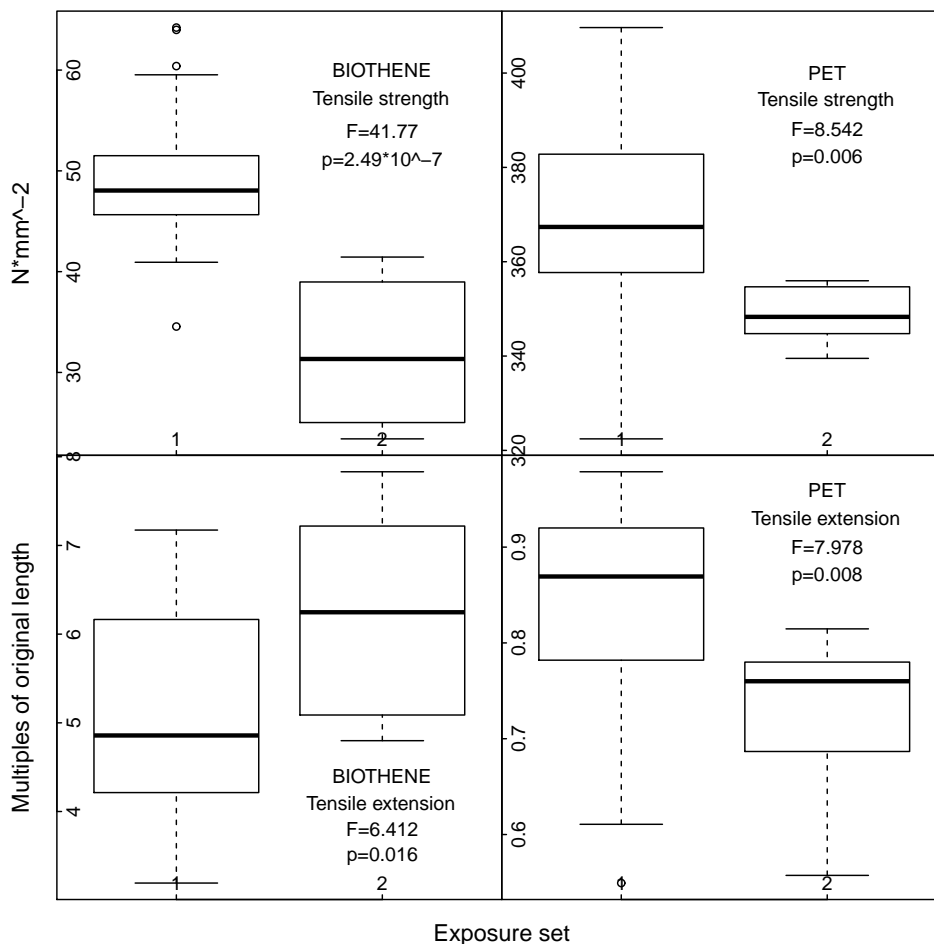 BIOTHENE
Tensile strength
F=41.77
p=2.49*10^−7
N*mm^−2
60
50
40
30
1
2
PET
Tensile strength
F=8.542
p=0.006
400
380
360
340
320
1
2
Multiples of original length
8
7
6
5
4
BIOTHENE
Tensile extension
F=6.412
p=0.016
1
2
PET
Tensile extension
F=7.978
p=0.008
0.9
0.8
0.7
0.6
1
2
Exposure set